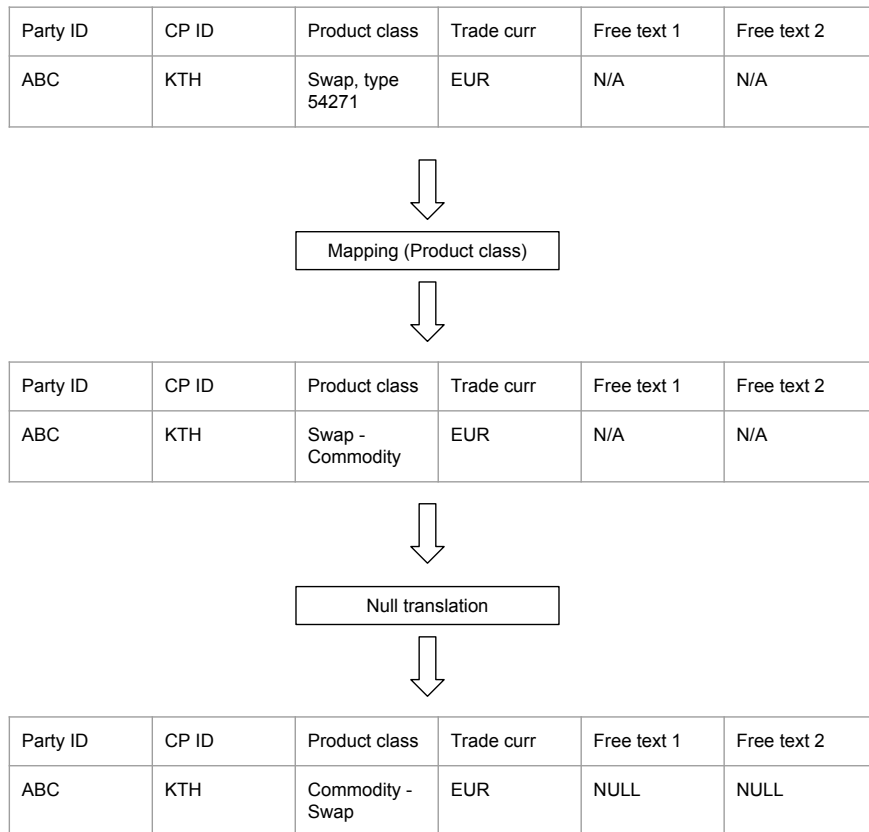 Party ID CP ID Product class Trade curr Free text 1 Free text 2
ABC KTH Swap, type EUR N/A N/A
54271
Mapping (Product class)
Party ID CP ID Product class Trade curr Free text 1 Free text 2
ABC KTH Swap - EUR N/A N/A
Commodity
Null translation
Party ID CP ID Product class Trade curr Free text 1 Free text 2
ABC KTH Commodity - EUR NULL NULL
Swap